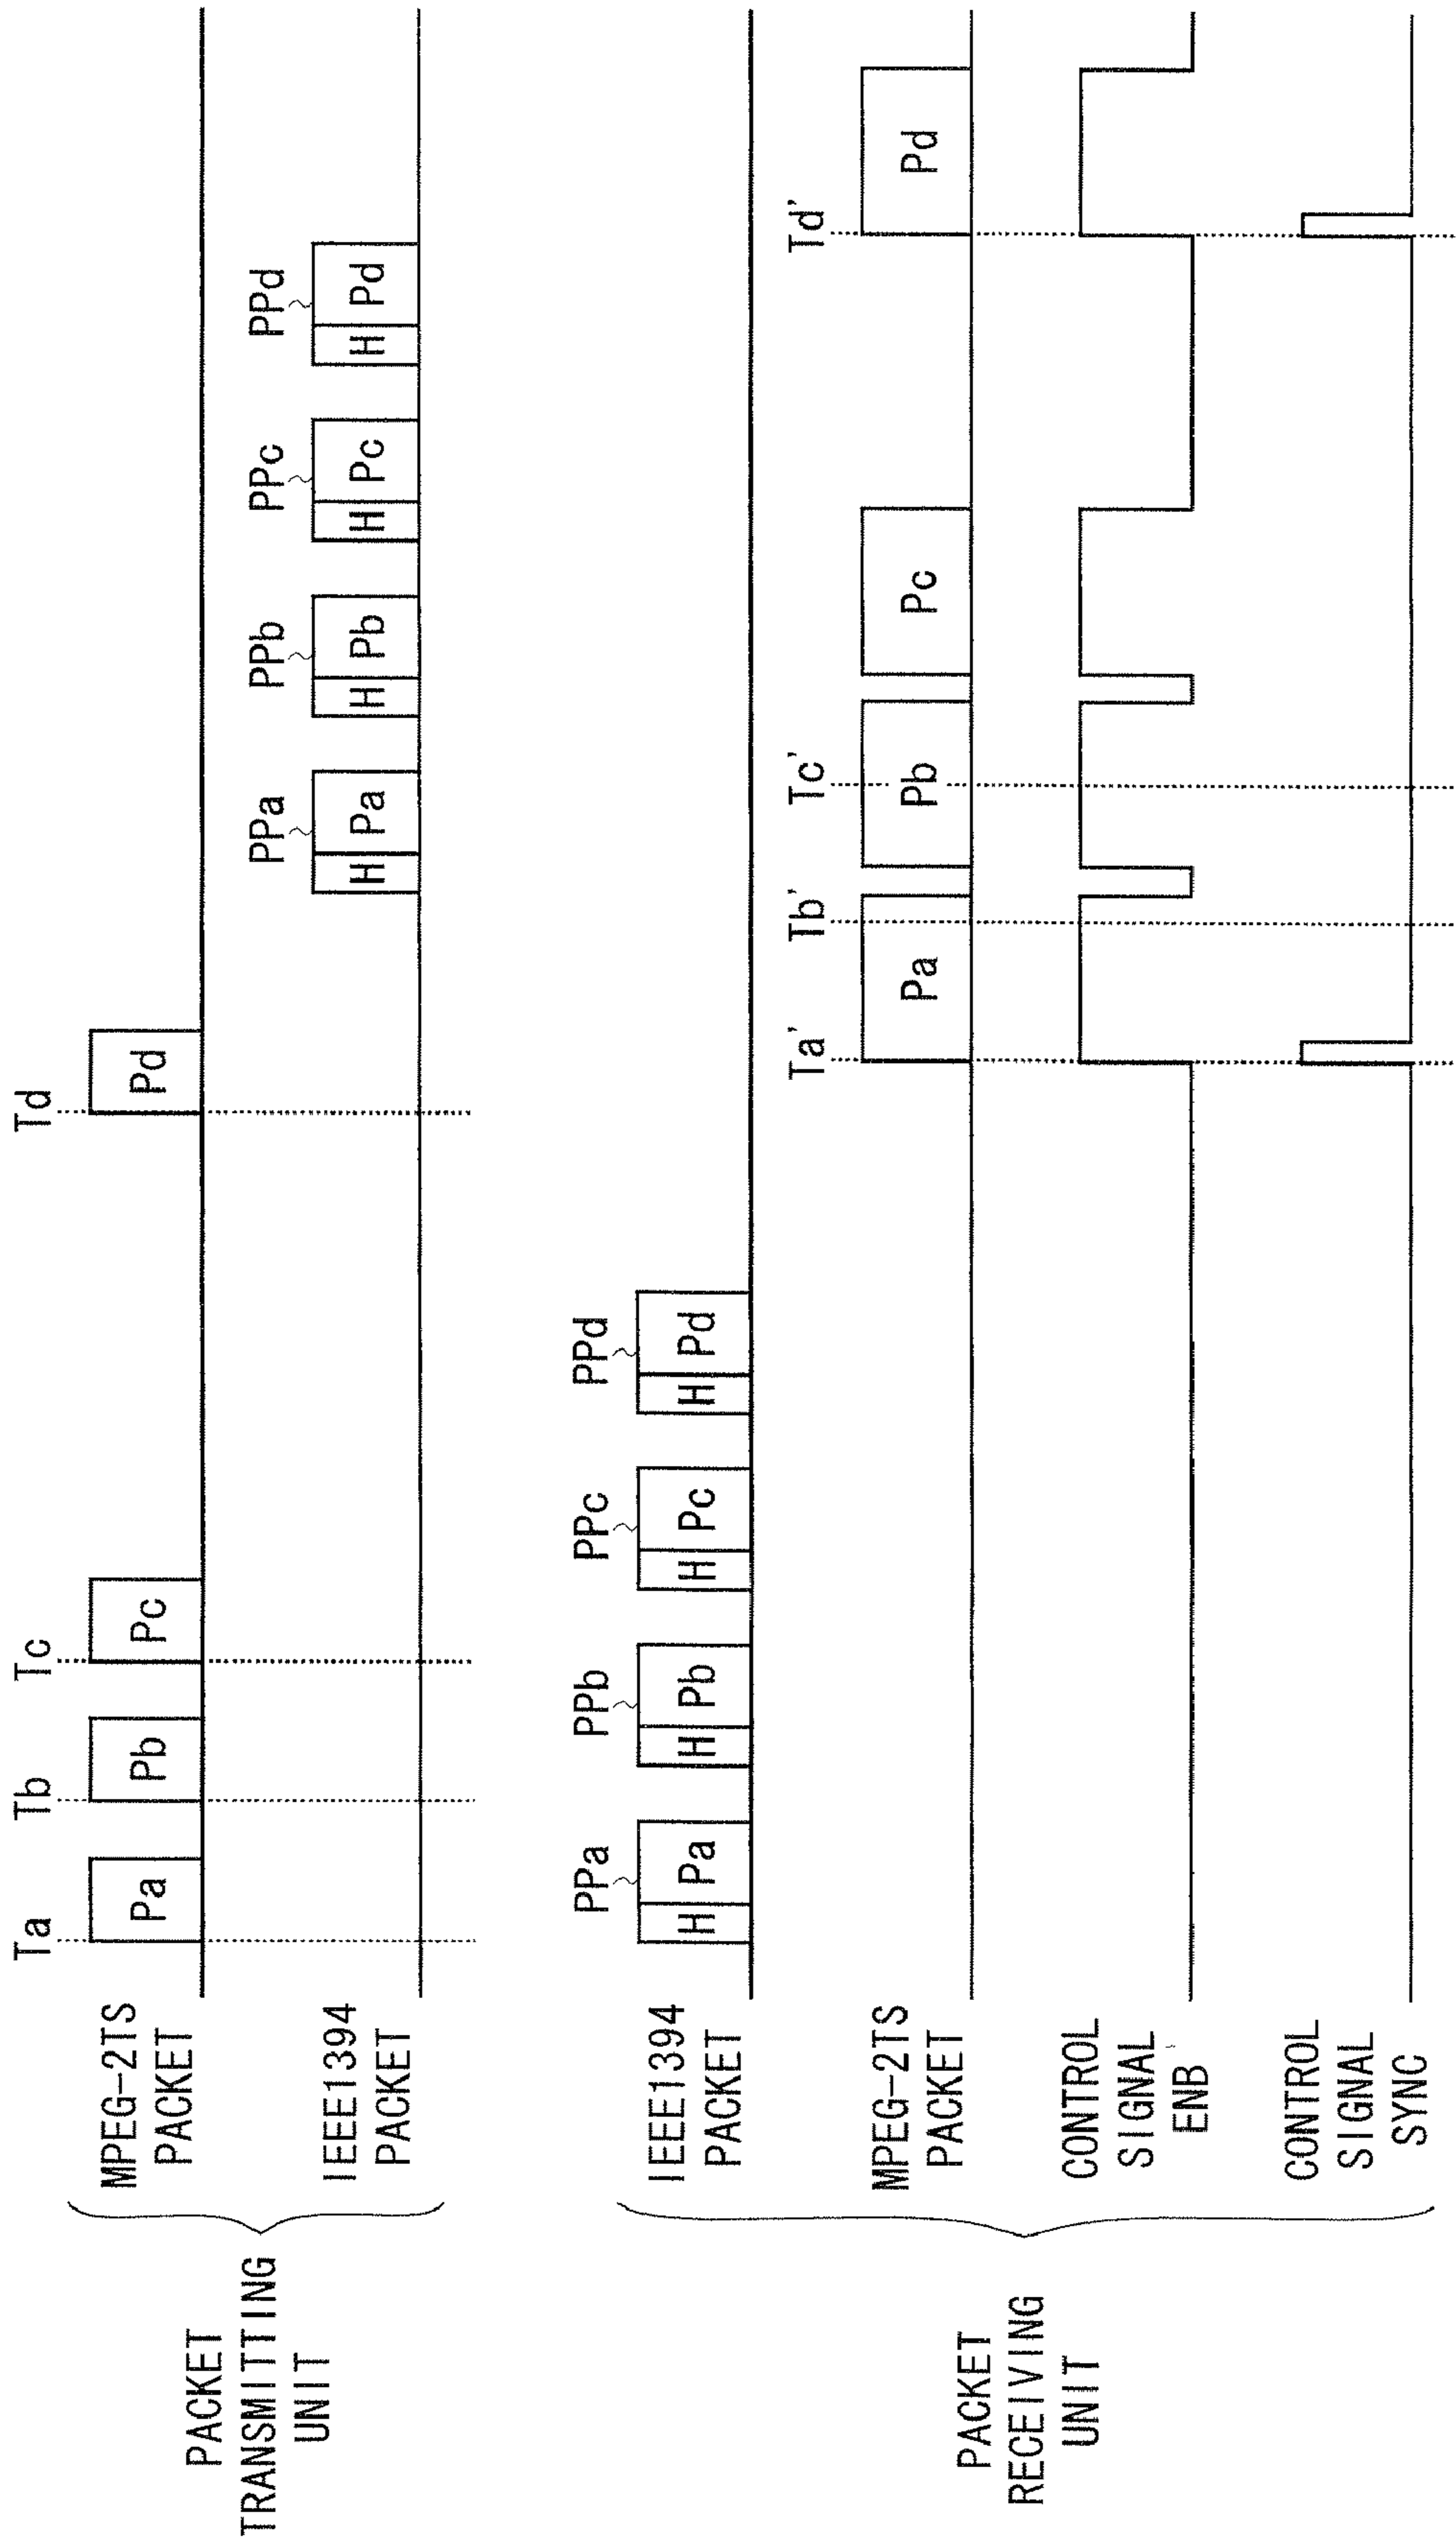 PACKET
TRANSMITTING
UNIT
MPEG-2TS
PACKET
Ta
Tb
Tc
Td
Pa
Pb
Pc
Pd
IEEE1394
PACKET
PPa
PPb
PPc
PPd
H Pa
H Pb
H Pc
H Pd
PACKET
RECEIVING
UNIT
IEEE1394
PACKET
PPa
PPb
PPc
PPd
H Pa
H Pb
H Pc
H Pd
MPEG-2TS
PACKET
Ta'
Tb'
Tc'
Td'
Pa
Pb
Pc
Pd
CONTROL
SIGNAL
ENB
CONTROL
SIGNAL
SYNC